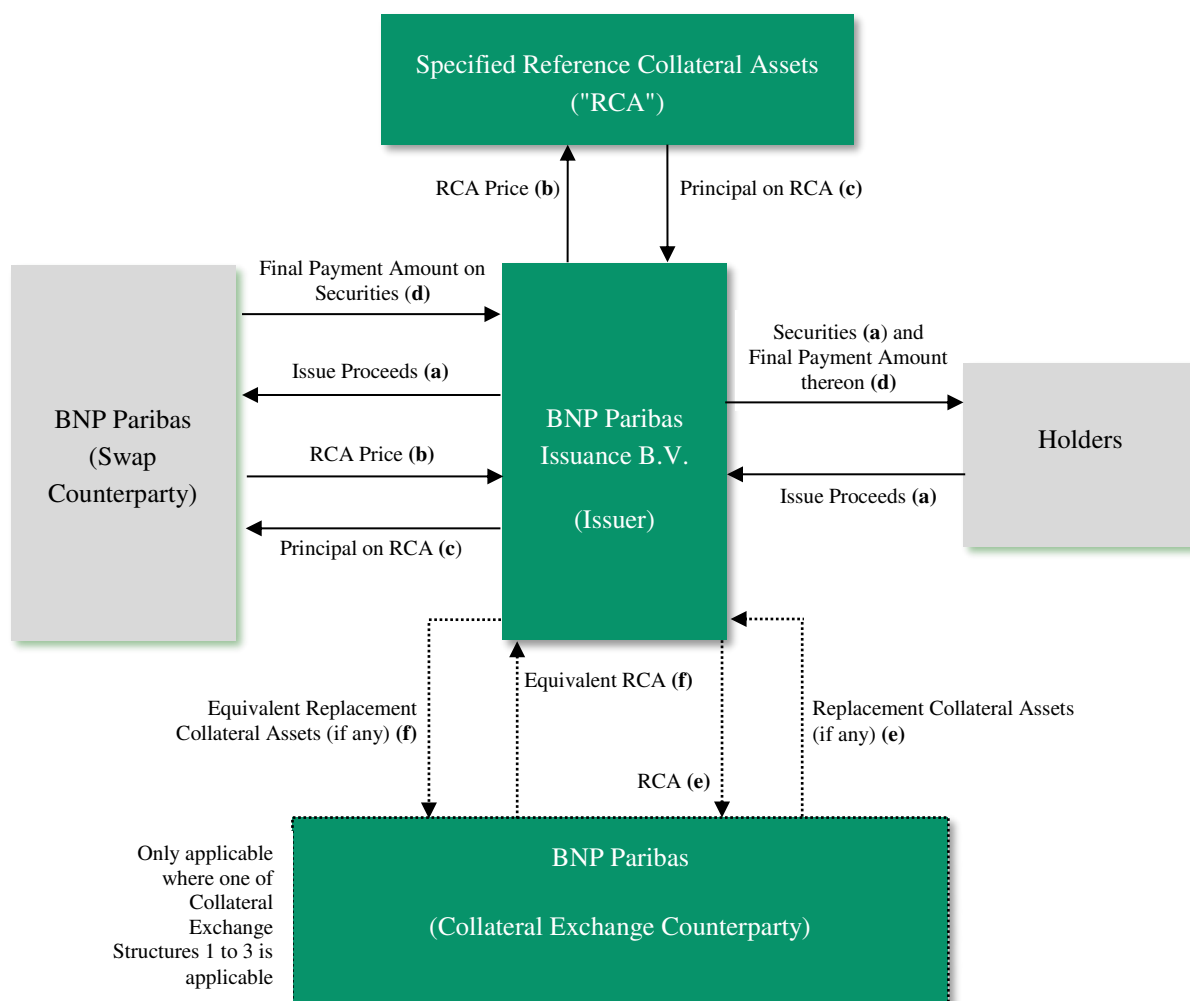 Specified Reference Collateral Assets
("RCA")
RCA Price (b)
Principal on RCA (c)
Final Payment Amount on
Securities (d)
Issue Proceeds (a)
RCA Price (b)
Principal on RCA (c)
BNP Paribas
(Swap
Counterparty)
BNP Paribas
Issuance B.V.
(Issuer)
Securities (a) and
Final Payment Amount
thereon (d)
Issue Proceeds (a)
Holders
Equivalent Replacement
Collateral Assets (if any) (f)
Equivalent RCA (f)
RCA (e)
Replacement Collateral Assets
(if any) (e)
Only applicable
where one of
Collateral
Exchange
Structures 1 to 3 is
applicable
BNP Paribas
(Collateral Exchange Counterparty)